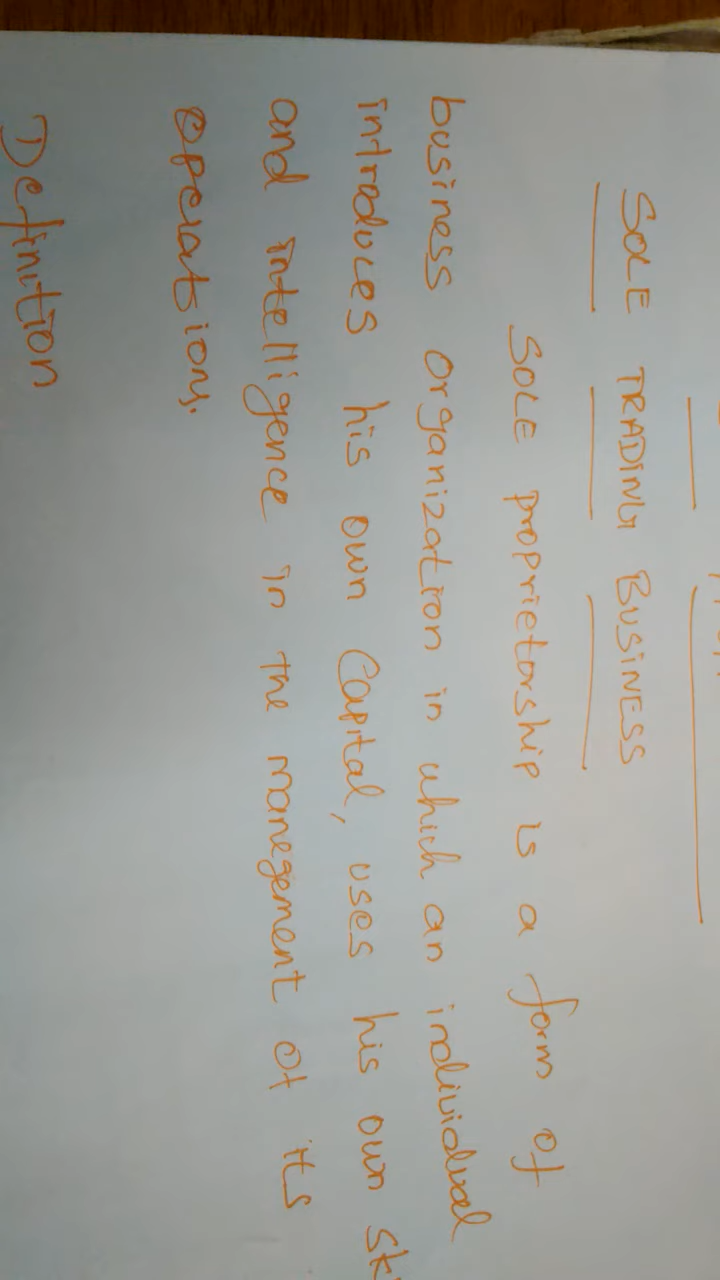 SOLE TRADING BUSINESS
SOLE proprietorship is a form of
business organization in which an individual
introduces his own Capital, uses his own
and intelligence in the manegement of its
operations.
Definition